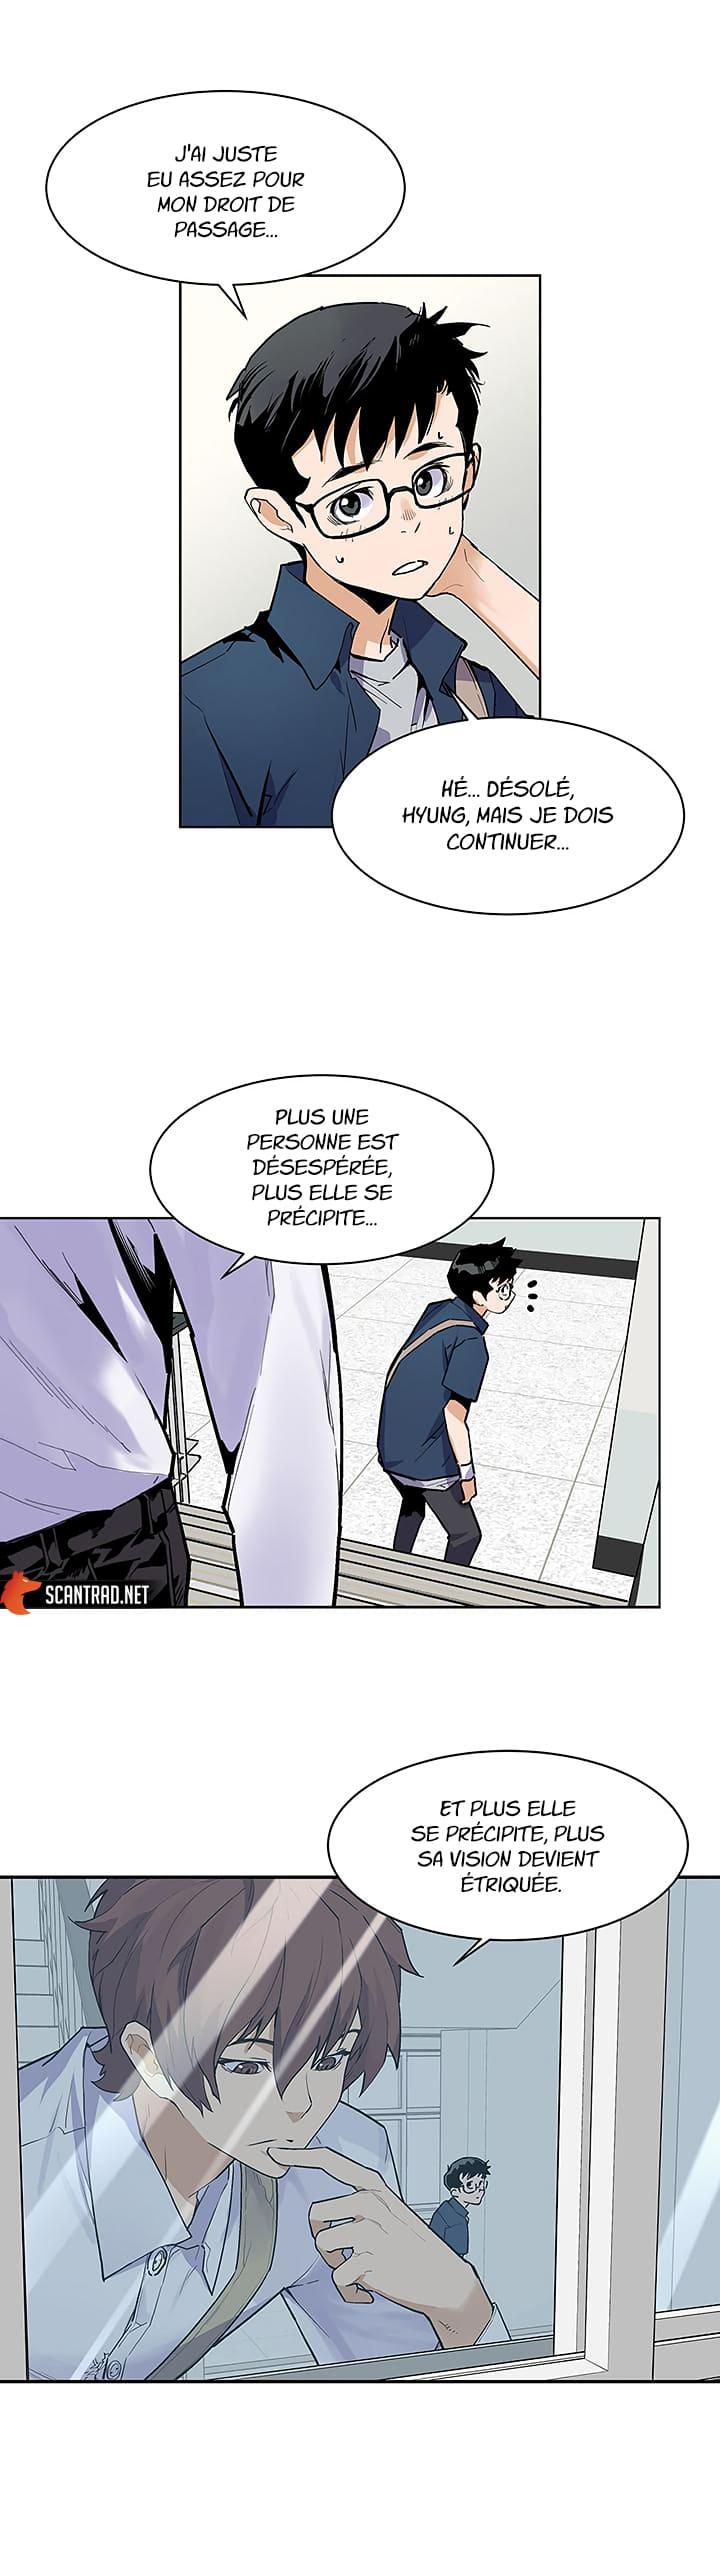 J'AI JUSTE
EU ASSEZ POUR
MON DROIT DE
PASSAGE...
HÉ... DÉSOLÉ,
HYUNG, MAIS JE DOIS
CONTINUER...
PLUS UNE
PERSONNE EST
DÉSESPÉRÉE,
PLUS ELLE SE
PRÉCIPITE...
SCANTRAD.NET
ET PLUS ELLE
SE PRÉCIPITE, PLUS
SA VISION DEVIENT
ÉTRIQUÉE.